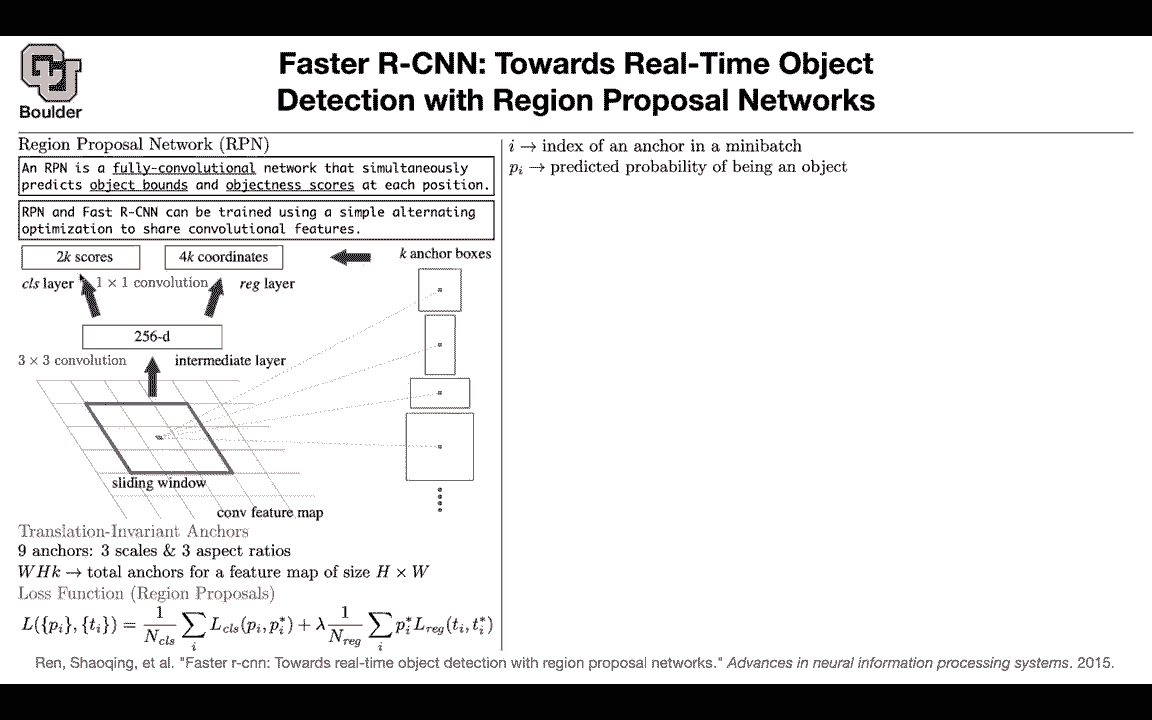 Boulder
Faster R-CNN: Towards Real-Time Object
Detection with Region Proposal Networks
Region Proposal Network (RPN)
An RPN is a fully-convolutional network that simultaneously
predicts object bounds and objectness scores at each position.
RPN and Fast R-CNN can be trained using a simple alternating
optimization to share convolutional features.
2k scores
4k coordinates
k anchor boxes
cls layer
1 × 1 convolution
reg layer
256-d
3 × 3 convolution
intermediate layer
sliding window
conv feature map
Translation-Invariant Anchors
9 anchors: 3 scales & 3 aspect ratios
WHk → total anchors for a feature map of size H × W
Loss Function (Region Proposals)
L({p_i}, {t_i}) = \frac{1}{N_{cls}} \sum_i L_{cls}(p_i, p_i^*) + λ \frac{1}{N_{reg}} \sum_i p_i^* L_{reg}(t_i, t_i^*)
i → index of an anchor in a minibatch
p_i → predicted probability of being an object
Ren, Shaoqing, et al. "Faster r-cnn: Towards real-time object detection with region proposal networks." Advances in neural information processing systems. 2015.